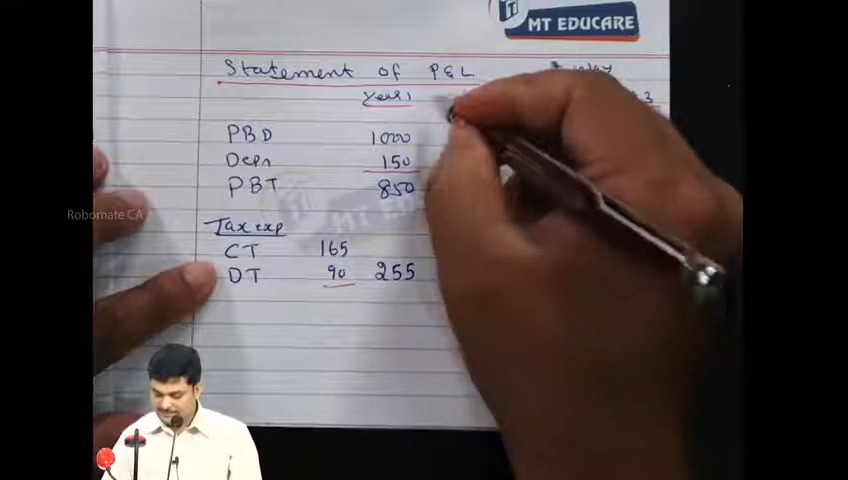 MT EDUCARE
Statement of P&L
Year 1 3
PBD 1000
Depn 150
PBT 850
Tax exp
CT 165
DT 90 255
Robomate CA